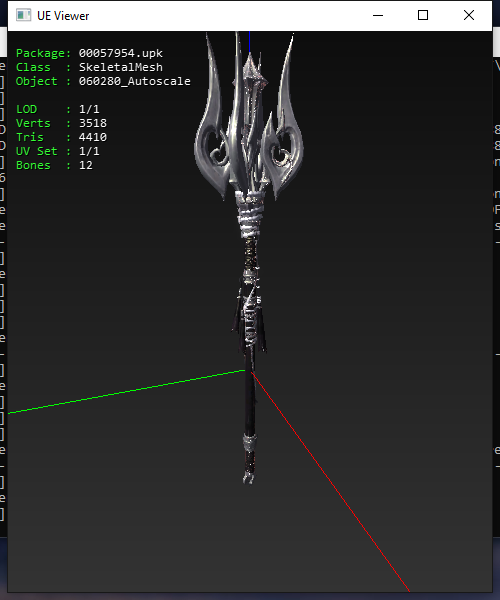 UE Viewer
Package: 00057954.upk
Class : SkeletalMesh
Object : 060280_Autoscale
LOD : 1/1
Verts : 3518
Tris : 4410
UV Set : 1/1
Bones : 12